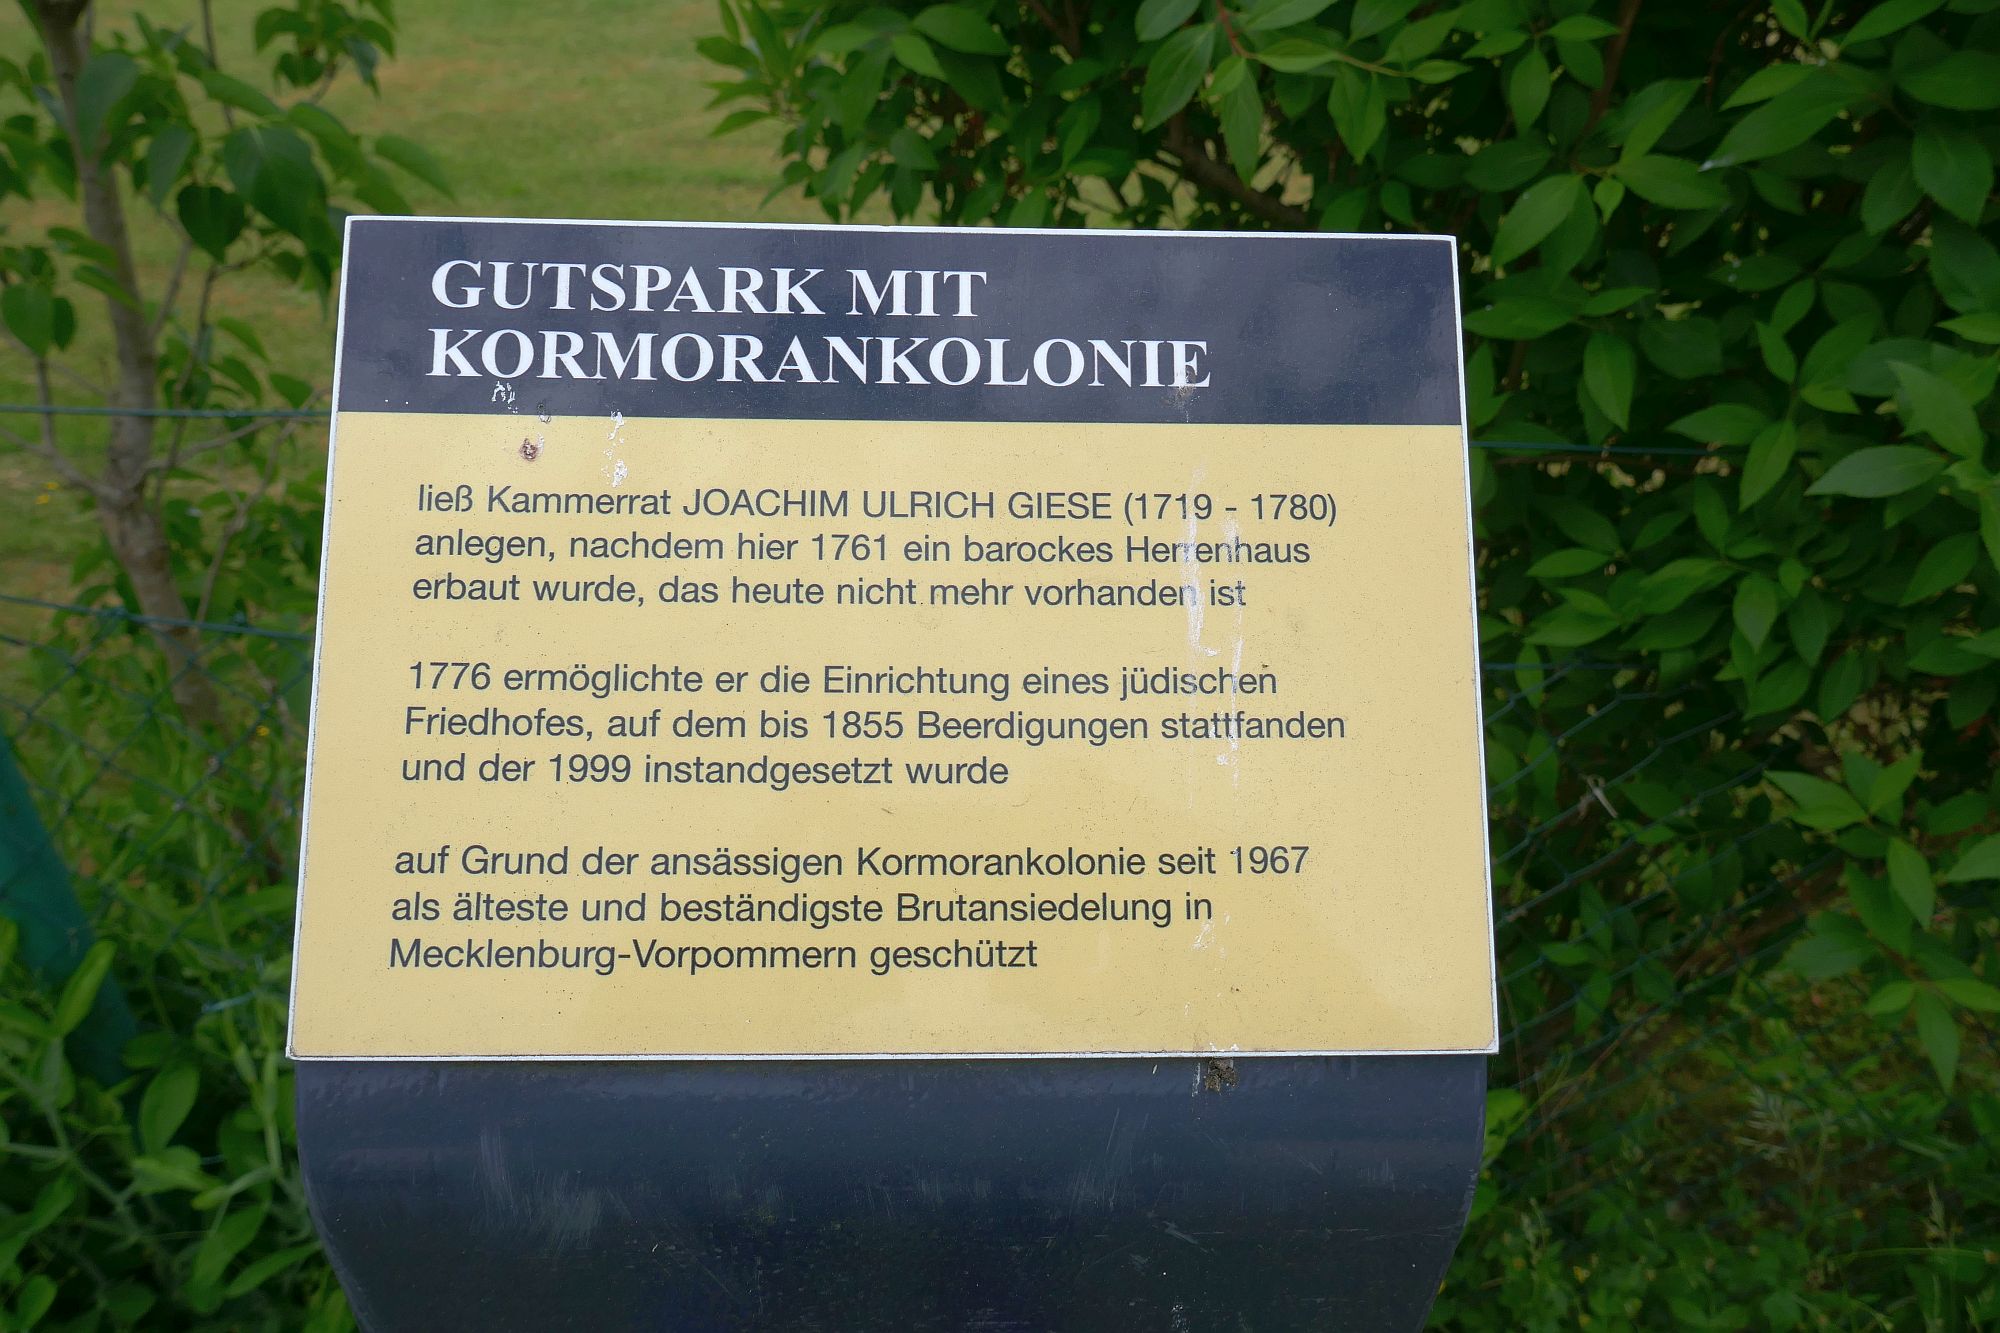 GUTSPARK MIT
KORMORANKOLONIE
ließ Kammerrat JOACHIM ULRICH GIESE (1719 - 1780)
anlegen, nachdem hier 1761 ein barockes Herrenhaus
erbaut wurde, das heute nicht mehr vorhanden ist
1776 ermöglichte er die Einrichtung eines jüdischen
Friedhofes, auf dem bis 1855 Beerdigungen stattfanden
und der 1999 instandgesetzt wurde
auf Grund der ansässigen Kormorankolonie seit 1967
als älteste und beständigste Brutansiedelung in
Mecklenburg-Vorpommern geschützt